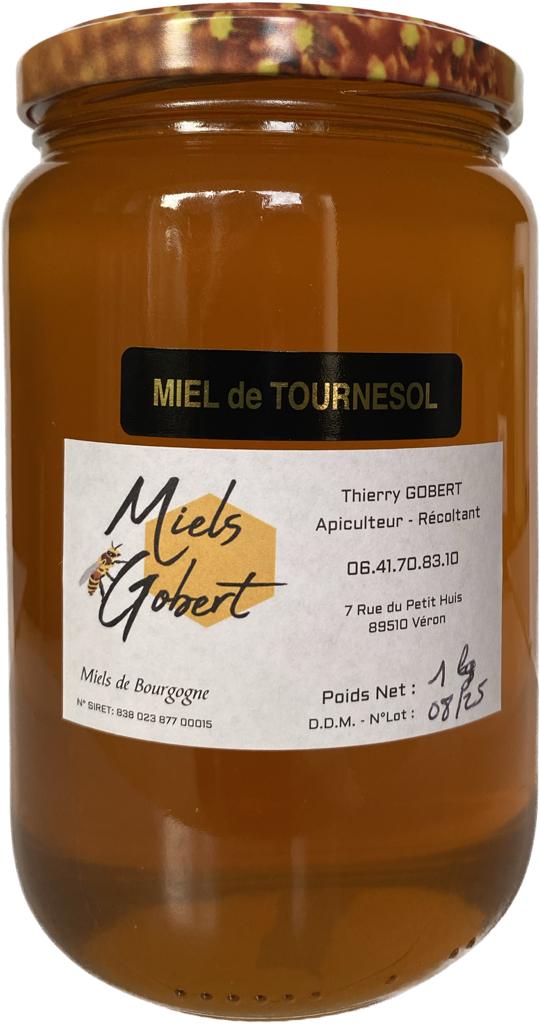 MIEL de TOURNESOL
Miels
Gobert
Miels de Bourgogne
N° SIRET: 838 023 877 00015
Thierry GOBERT
Apiculteur - Récoltant
06.41.70.83.10
7 Rue du Petit Huis
89510 Véron
Poids Net : 1 kg
D.D.M. - N°Lot : 08/25